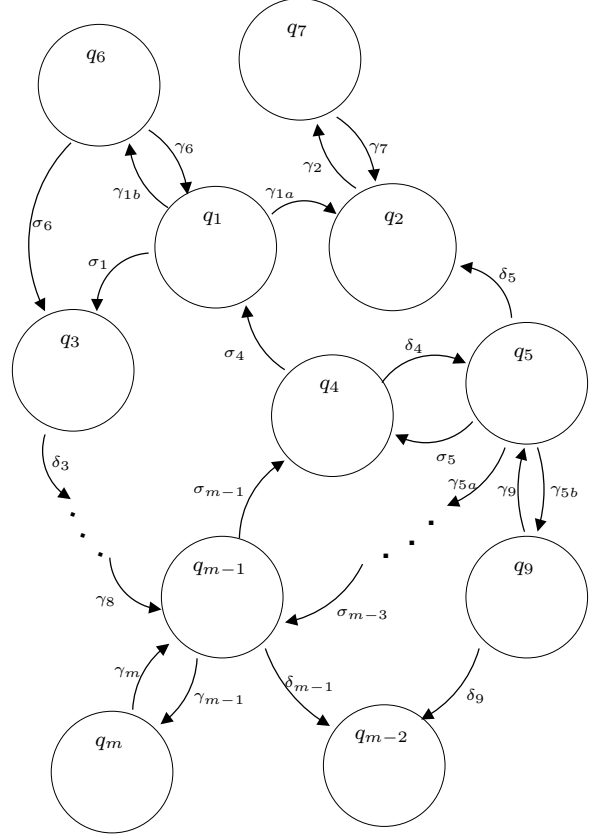 q₇
q₆
γ₆
γ₇
γ₂
γ₁b
γ₁a
q₁
q₂
σ₆
σ₁
δ₅
q₃
σ₄
δ₄
q₅
q₄
δ₃
σ₅
σₘ₋₁
γ₅a
γ₉
γ₅b
qₘ₋₁
q₉
γ₈
σₘ₋₃
γₘ
γₘ₋₁
δₘ₋₁
δ₉
qₘ
qₘ₋₂